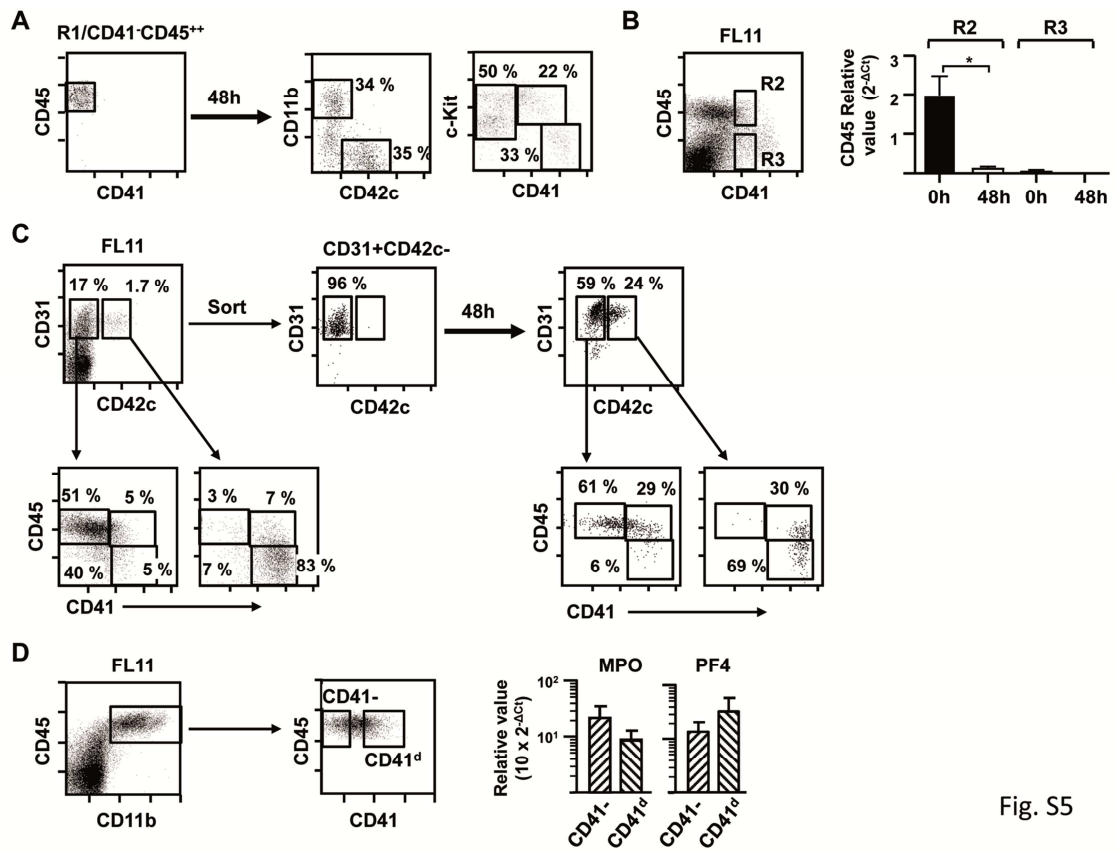 A
R1/CD41-CD45++
CD45
CD41
48h
CD11b
34 %
35 %
CD42c
c-Kit
50 %
22 %
33 %
CD41
B
FL11
CD45
R2
R3
CD41
R2
R3
CD45 Relative
value (2-ΔCt)
3
2
1
*
0h
48h
0h
48h
C
FL11
CD31
17 %
1.7 %
CD42c
Sort
CD31+CD42c-
CD31
96 %
CD42c
48h
CD31
59 %
24 %
CD42c
CD45
51 %
5 %
40 %
5 %
3 %
7 %
7 %
83 %
CD41
CD45
61 %
29 %
6 %
30 %
69 %
CD41
D
FL11
CD45
CD11b
CD45
CD41-
CD41d
CD41
Relative value
(10 x 2-ΔCt)
MPO
PF4
10²
10¹
CD41-
CD41d
CD41-
CD41d
Fig. S5